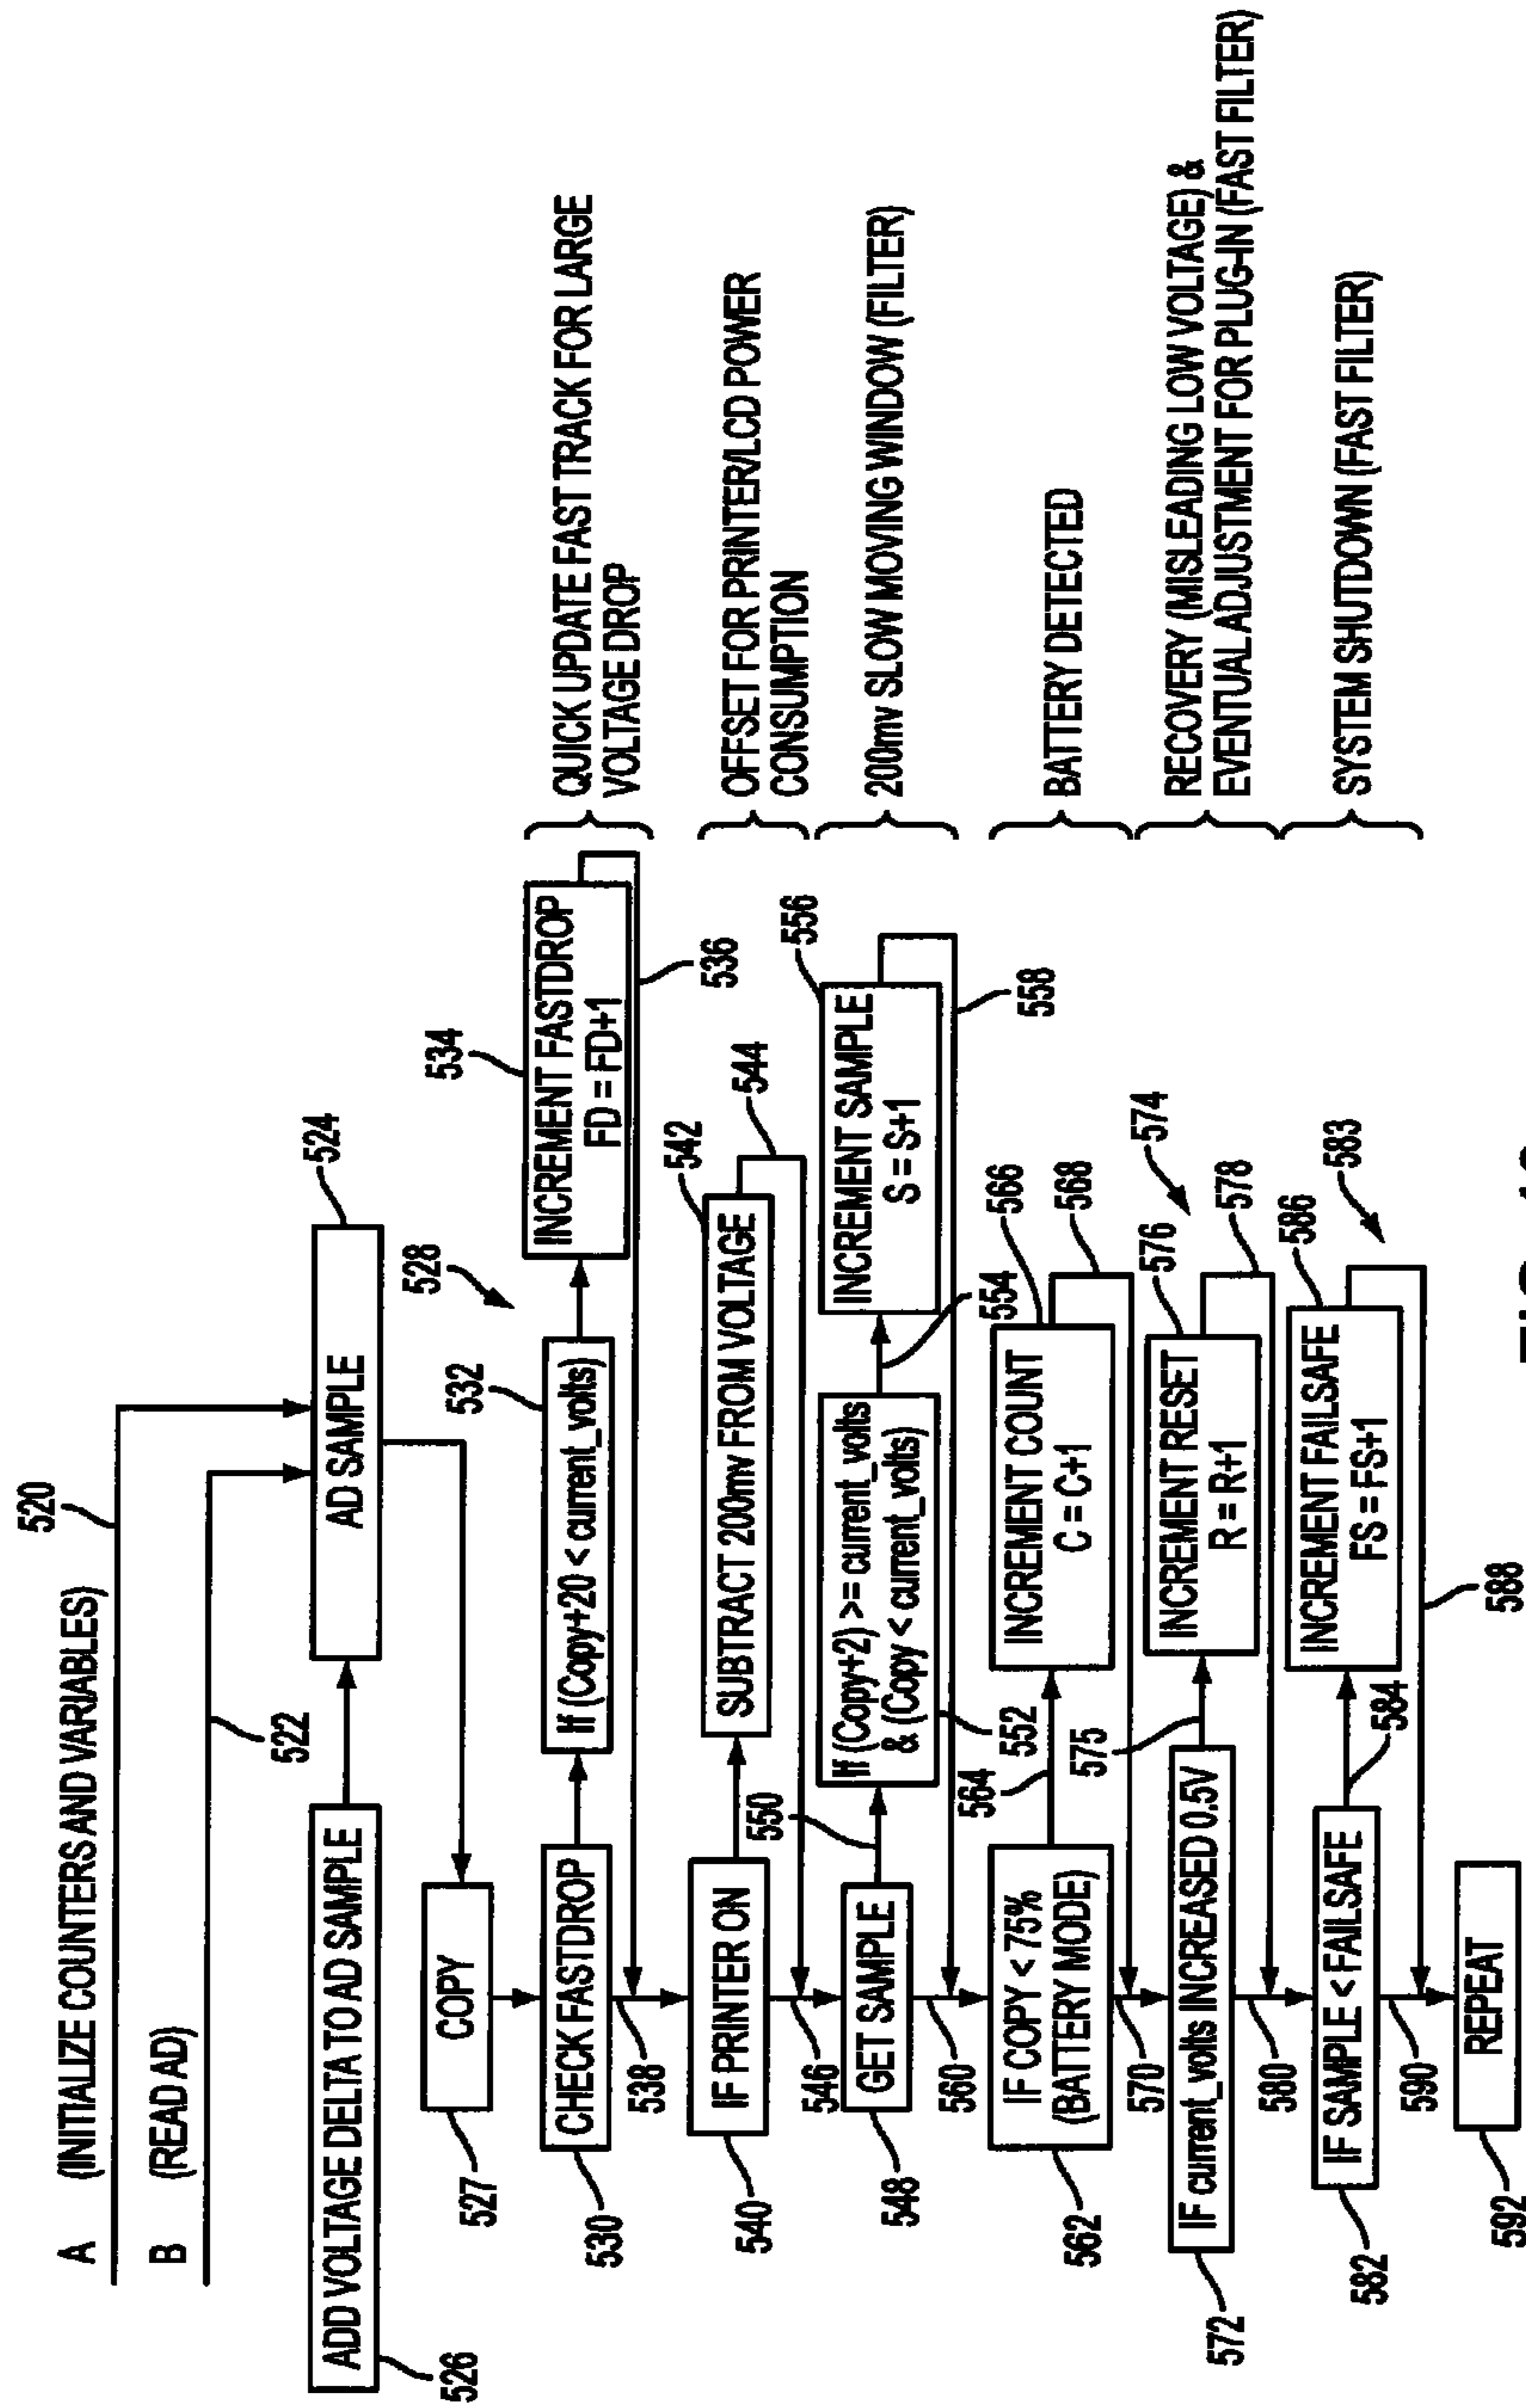 520
A (INITIALIZE COUNTERS AND VARIABLES)
B (READ AD)
522
524
ADD VOLTAGE DELTA TO AD SAMPLE
AD SAMPLE
526
COPY
527
528
532
534
CHECK FASTDROP
If (Copy+20 < current_volts)
INCREMENT FASTDROP
FD = FD+1
QUICK UPDATE FAST TRACK FOR LARGE
VOLTAGE DROP
530
538
536
542
544
IF PRINTER ON
SUBTRACT 200mv FROM VOLTAGE
OFFSET FOR PRINTER/LCD POWER
CONSUMPTION
540
546
550
556
GET SAMPLE
If (Copy+2) >= current_volts
& (Copy < current_volts)
INCREMENT SAMPLE
S = S+1
200mv SLOW MOVING WINDOW (FILTER)
548
560
552
554
558
564
566
IF COPY < 75%
(BATTERY MODE)
INCREMENT COUNT
C = C+1
BATTERY DETECTED
562
570
568
575
576
574
IF current_volts INCREASED 0.5V
INCREMENT RESET
R = R+1
RECOVERY (MISLEADING LOW VOLTAGE) &
EVENTUAL ADJUSTMENT FOR PLUG-IN (FAST FILTER)
572
580
578
586
583
IF SAMPLE < FAILSAFE
INCREMENT FAILSAFE
FS = FS+1
SYSTEM SHUTDOWN (FAST FILTER)
582
584
590
588
REPEAT
592